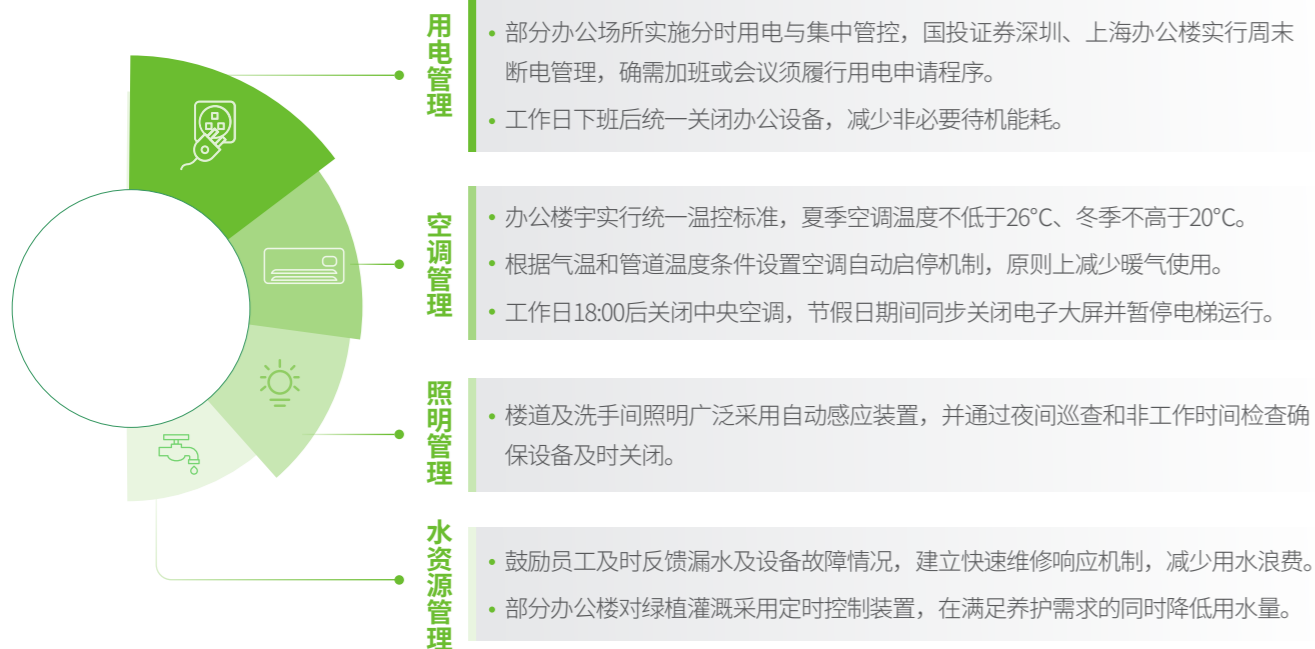 用电管理
• 部分办公场所实施分时用电与集中管控，国投证券深圳、上海办公楼实行周末
断电管理，确需加班或会议须履行用电申请程序。
• 工作日下班后统一关闭办公设备，减少非必要待机能耗。
空调管理
• 办公楼宇实行统一温控标准，夏季空调温度不低于26°C、冬季不高于20°C。
• 根据气温和管道温度条件设置空调自动启停机制，原则上减少暖气使用。
• 工作日18:00后关闭中央空调，节假日期间同步关闭电子大屏并暂停电梯运行。
照明管理
• 楼道及洗手间照明广泛采用自动感应装置，并通过夜间巡查和非工作时间检查确
保设备及时关闭。
水资源管理
• 鼓励员工及时反馈漏水及设备故障情况，建立快速维修响应机制，减少用水浪费。
• 部分办公楼对绿植灌溉采用定时控制装置，在满足养护需求的同时降低用水量。